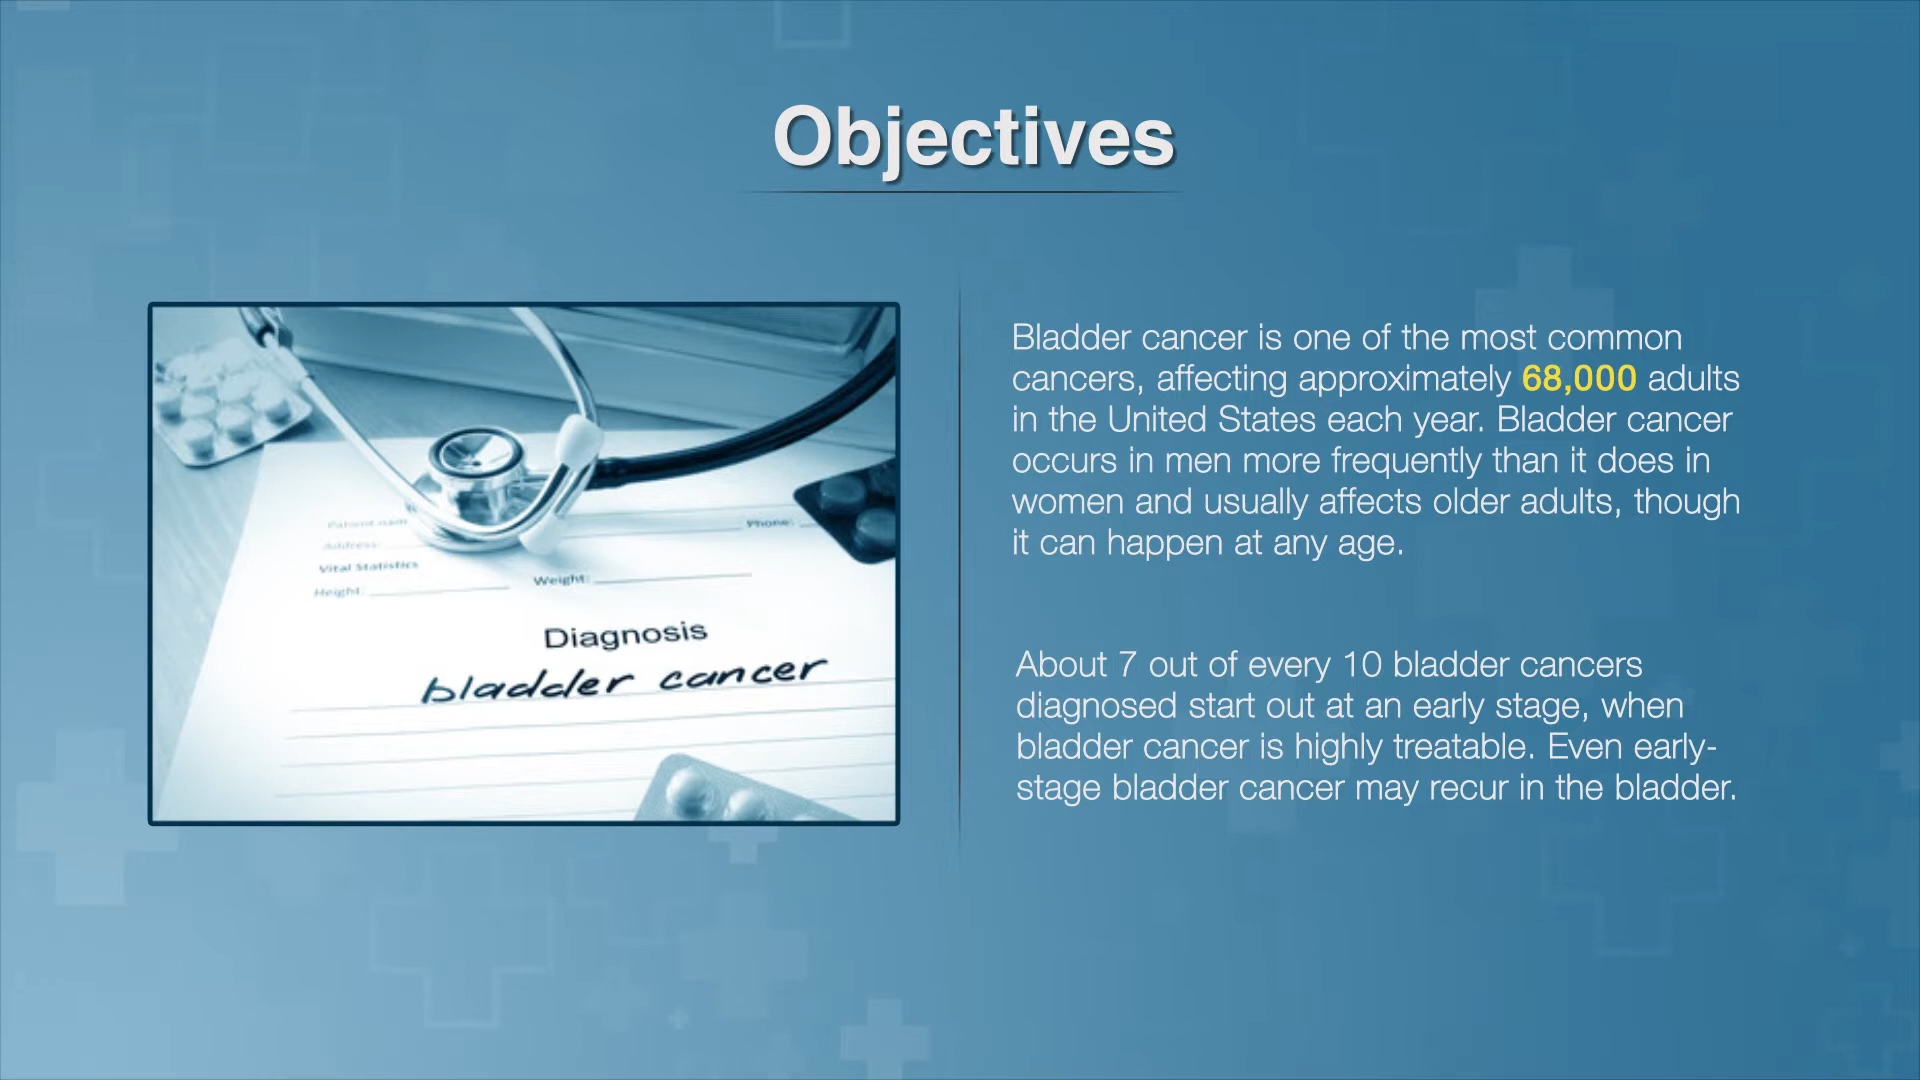 Objectives
Patient nam
Phone:
Address:
Vital Statistics
Height:
Weight:
Diagnosis
bladder cancer
Bladder cancer is one of the most common
cancers, affecting approximately 68,000 adults
in the United States each year. Bladder cancer
occurs in men more frequently than it does in
women and usually affects older adults, though
it can happen at any age.
About 7 out of every 10 bladder cancers
diagnosed start out at an early stage, when
bladder cancer is highly treatable. Even early-
stage bladder cancer may recur in the bladder.